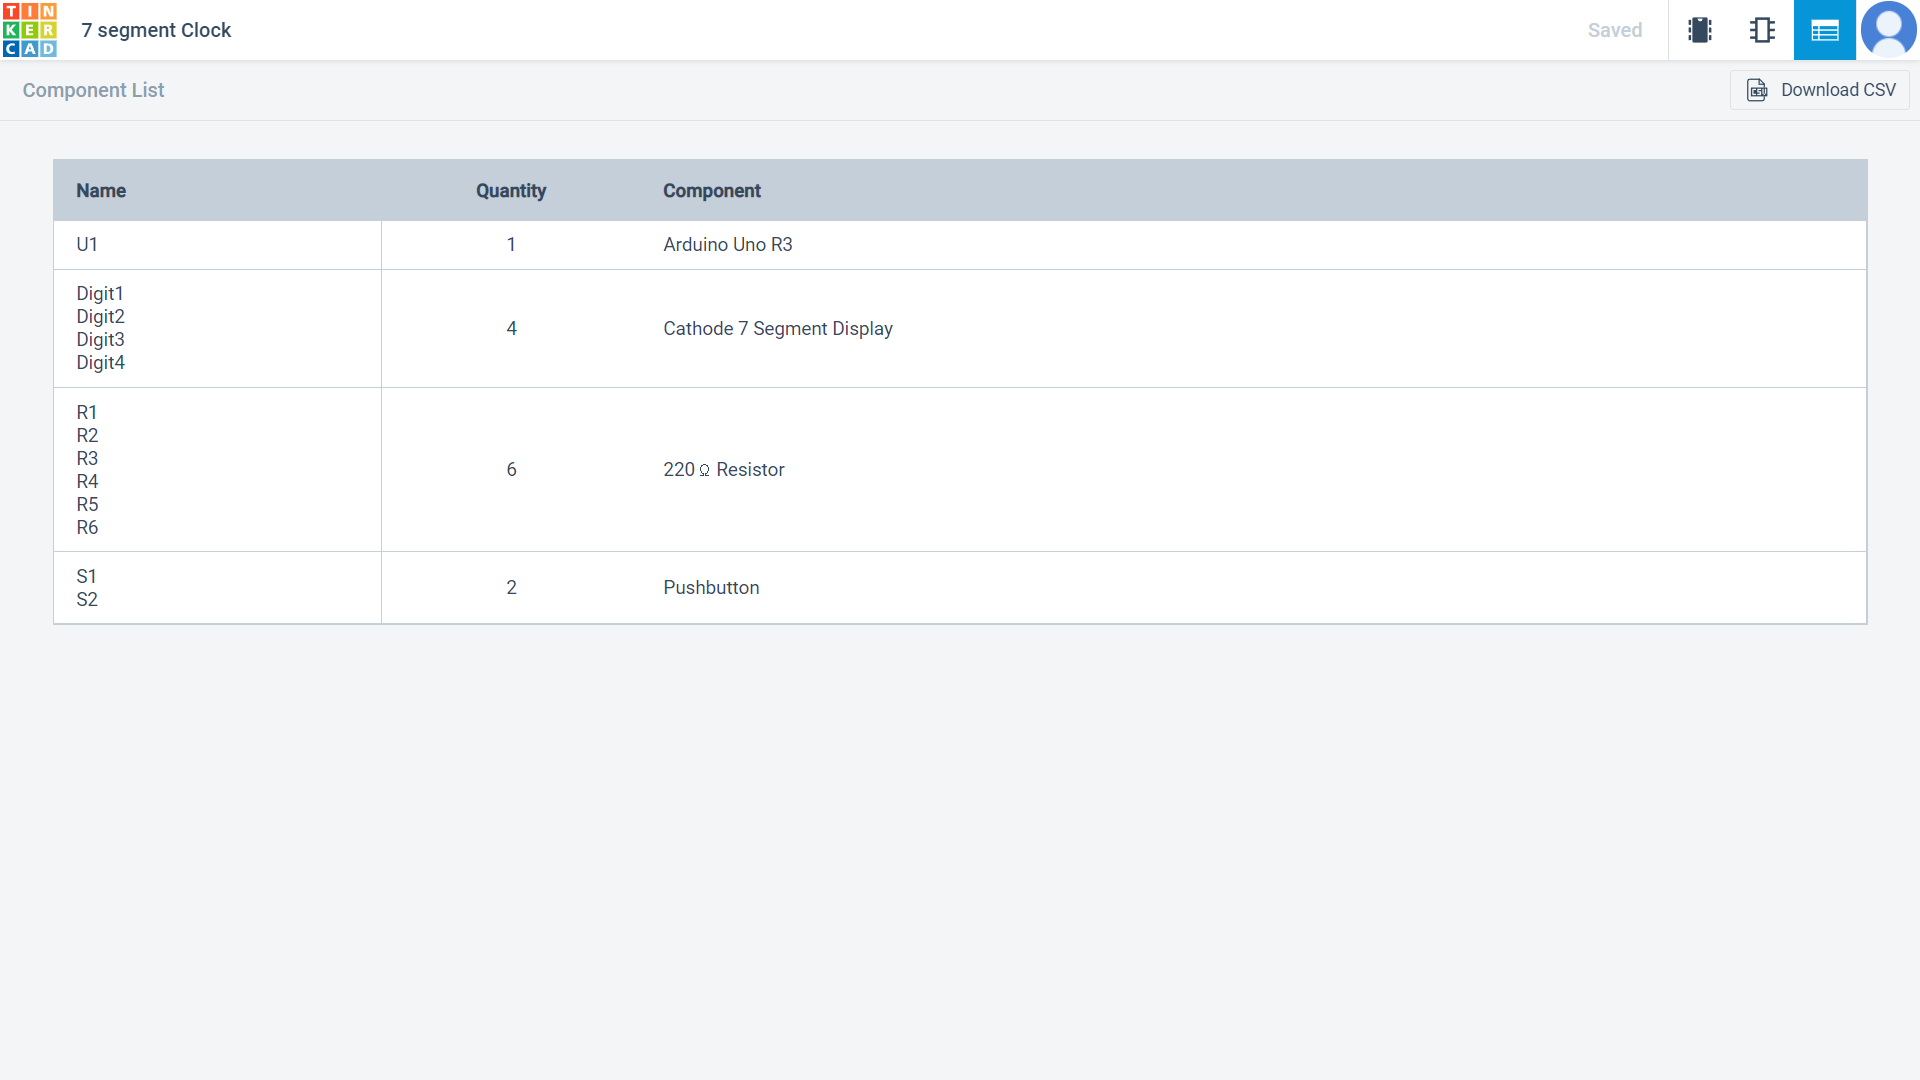 TIN
KER
CAD
7 segment Clock
Saved
Component List
Download CSV
Name Quantity Component
U1 1 Arduino Uno R3
Digit1
Digit2
Digit3
Digit4
4 Cathode 7 Segment Display
R1
R2
R3
R4
R5
R6
6 220 Ω Resistor
S1
S2
2 Pushbutton